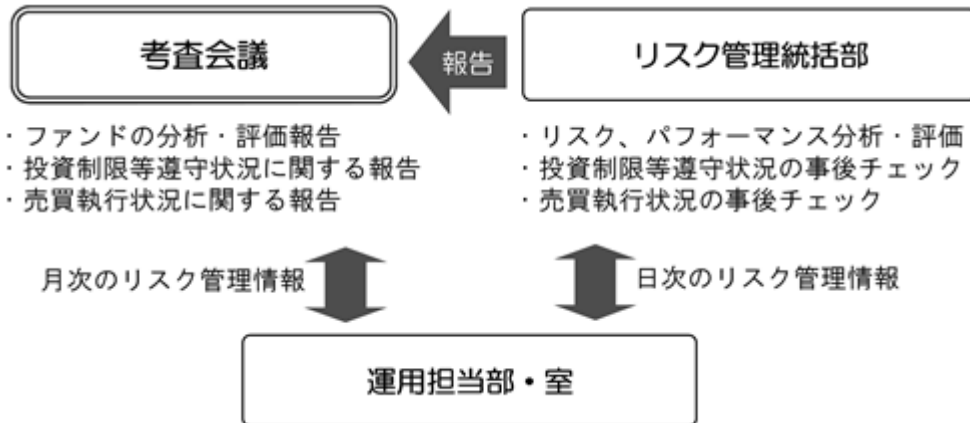 考査会議
報告
リスク管理統括部
・ファンドの分析・評価報告
・投資制限等遵守状況に関する報告
・売買執行状況に関する報告
・リスク、パフォーマンス分析・評価
・投資制限等遵守状況の事後チェック
・売買執行状況の事後チェック
月次のリスク管理情報
日次のリスク管理情報
運用担当部・室